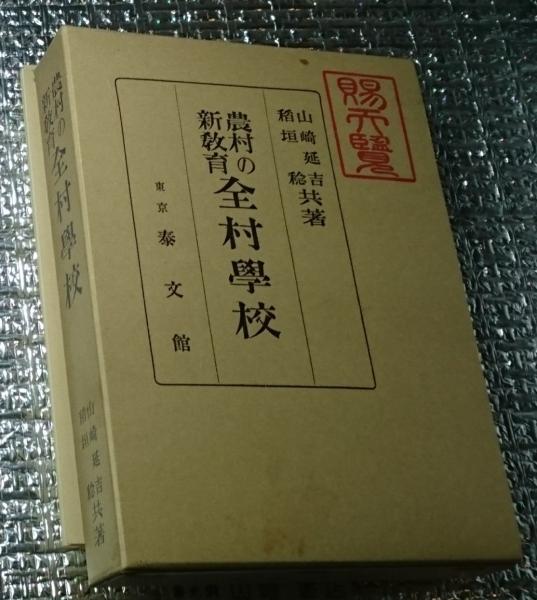 賜天覽
山崎延吉
稻垣稔 共著
農村の
新敎育
全村學校
東京 泰文館
農村の
新敎育
全村學校
山崎延吉
稻垣稔 共著